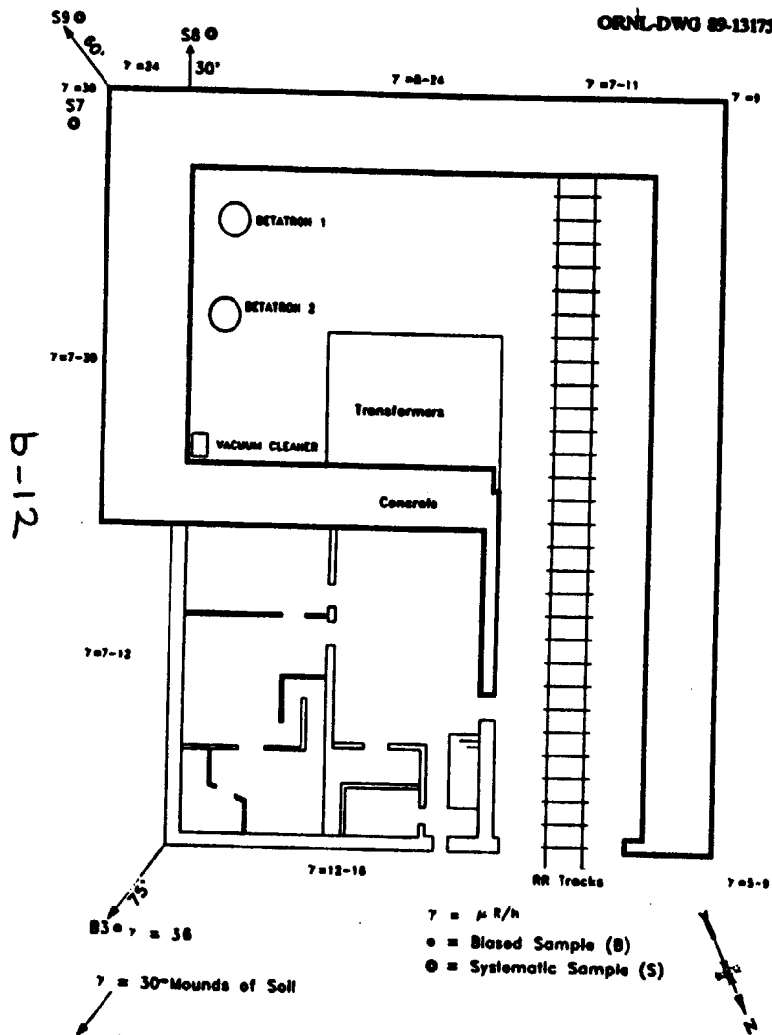 ORNL-DWG 89-13175
S9
60'
S8
γ=24
30'
γ=8-24
γ=7-11
γ=30
γ=9
S7
BETATRON 1
BETATRON 2
γ=7-30
Transformers
VACUUM CLEANER
Concrete
b-12
γ=7-12
γ=12-16
RR Tracks
γ=5-9
75'
B3 γ = 36
γ = μR/h
= Biased Sample (B)
= Systematic Sample (S)
γ = 30-Mounds of Soil
N